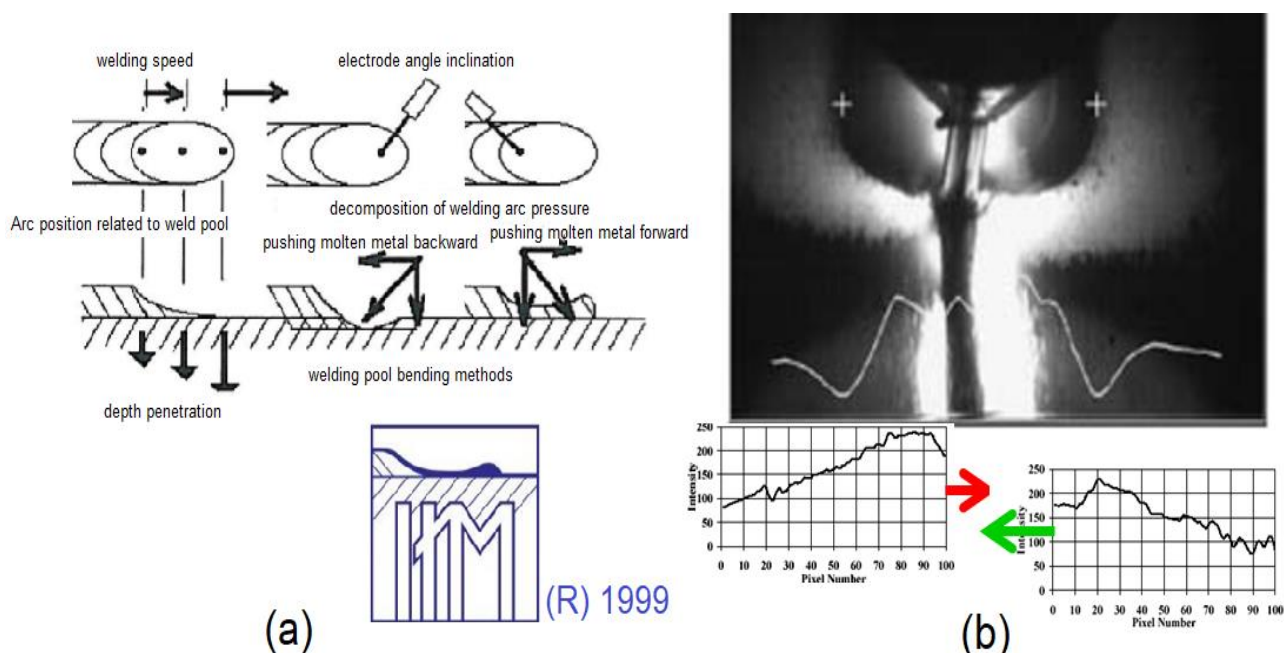 welding speed
electrode angle inclination
Arc position related to weld pool
decomposition of welding arc pressure
pushing molten metal backward
pushing molten metal forward
welding pool bending methods
depth penetration
(R) 1999
(a)
250
200
150
100
50
0
Intensity
0 10 20 30 40 50 60 70 80 90 100
Pixel Number
250
200
150
100
50
0
Intensity
0 10 20 30 40 50 60 70 80 90 100
Pixel Number
(b)